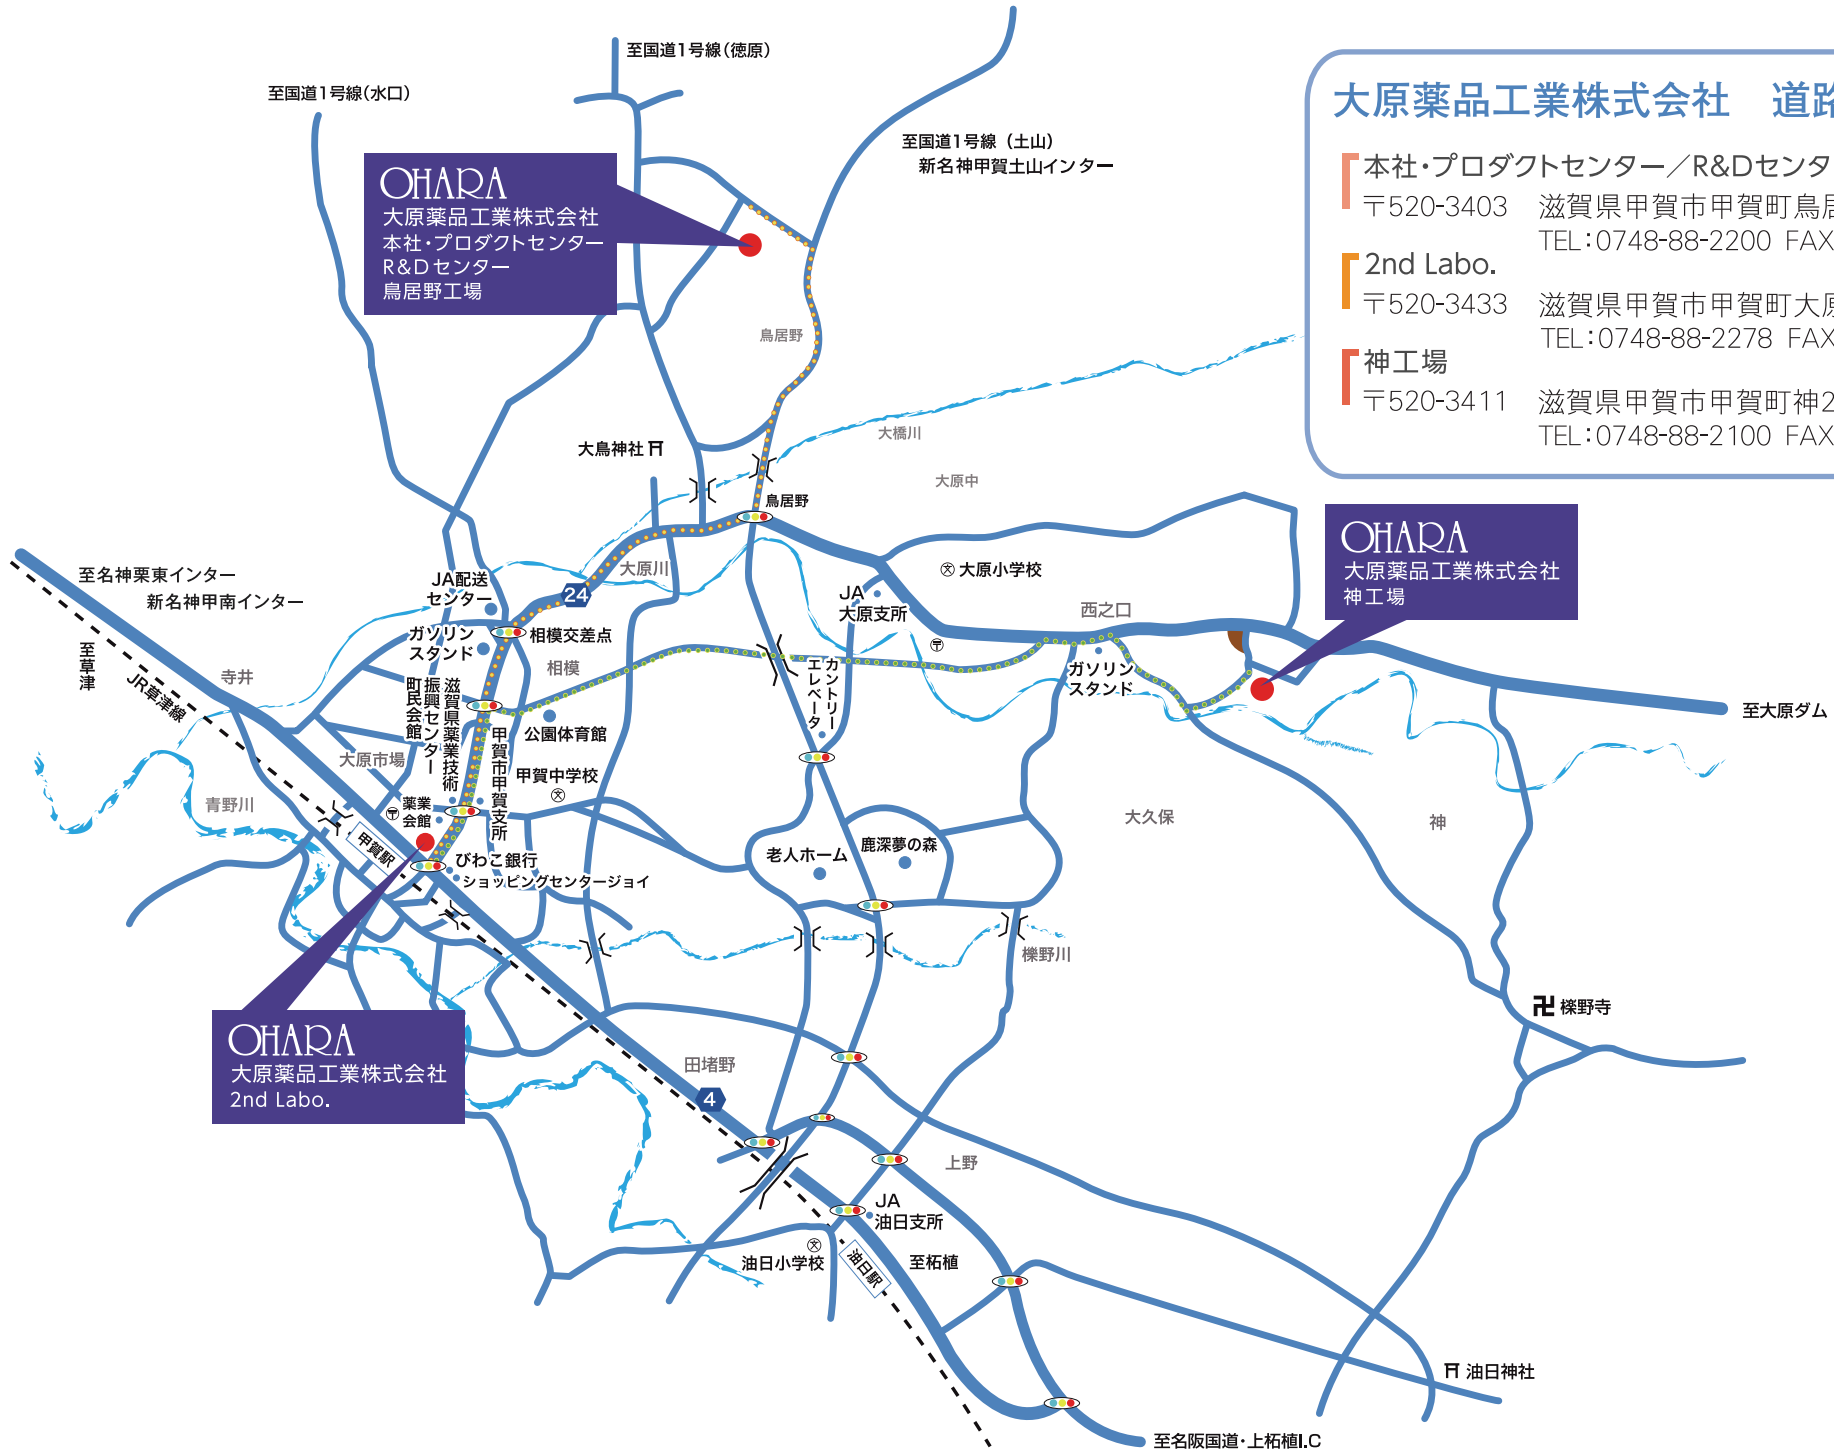 至国道1号線(徳原)
至国道1号線(水口)
至国道1号線（土山）
新名神甲賀土山インター
大原薬品工業株式会社　道路
本社・プロダクトセンター／R&Dセンタ
〒520-3403　滋賀県甲賀市甲賀町鳥居
TEL：0748-88-2200 FAX
2nd Labo.
〒520-3433　滋賀県甲賀市甲賀町大原
TEL：0748-88-2278 FAX
神工場
〒520-3411　滋賀県甲賀市甲賀町神2
TEL：0748-88-2100 FAX
OHARA
大原薬品工業株式会社
本社・プロダクトセンター
R&Dセンター
鳥居野工場
鳥居野
大橋川
大鳥神社
大原中
鳥居野
OHARA
大原薬品工業株式会社
神工場
至名神栗東インター
新名神甲南インター
JA配送
センター
大原川
24
大原小学校
JA
大原支所
西之口
ガソリン
スタンド
相模交差点
相模
至草津
JR草津線
寺井
カントリー
エレベータ
ガソリン
スタンド
滋賀県薬業技術
振興センター
町民会館
公園体育館
至大原ダム
大原市場
甲賀市甲賀支所
甲賀中学校
青野川
薬業
会館
大久保
神
甲賀駅
びわこ銀行
ショッピングセンタージョイ
老人ホーム
鹿深夢の森
櫟野川
櫟野寺
OHARA
大原薬品工業株式会社
2nd Labo.
田堵野
4
上野
JA
油日支所
油日小学校
油日駅
至柘植
油日神社
至名阪国道・上柘植I.C